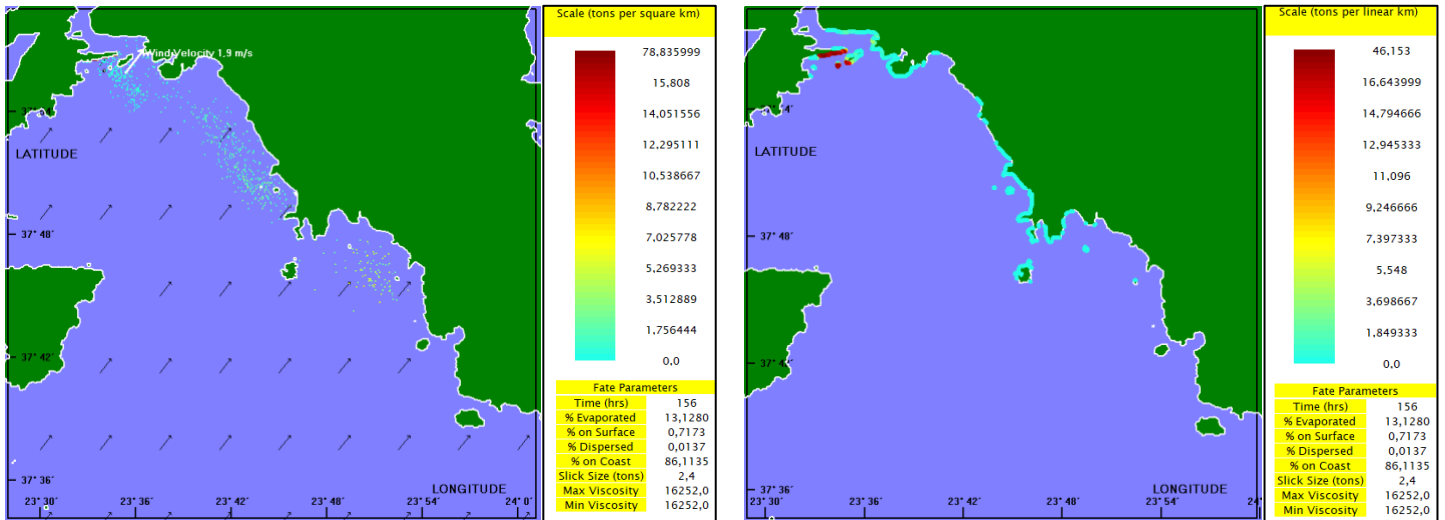 Wind Velocity 1.9 m/s
LATITUDE
37° 48'
37° 42'
37° 36'
LONGITUDE
23° 30' 23° 36' 23° 42' 23° 48' 23° 54' 24° 0'
Scale (tons per square km)
78,835999
15,808
14,051556
12,295111
10,538667
8,782222
7,025778
5,269333
3,512889
1,756444
0,0
Fate Parameters
Time (hrs) 156
% Evaporated 13,1280
% on Surface 0,7173
% Dispersed 0,0137
% on Coast 86,1135
Slick Size (tons) 2,4
Max Viscosity 16252,0
Min Viscosity 16252,0
LATITUDE
37° 48'
37° 36'
LONGITUDE
23° 30' 23° 36' 23° 42' 23° 48' 23° 54' 24°
Scale (tons per linear km)
46,153
16,643999
14,794666
12,945333
11,096
9,246666
7,397333
5,548
3,698667
1,849333
0,0
Fate Parameters
Time (hrs) 156
% Evaporated 13,1280
% on Surface 0,7173
% Dispersed 0,0137
% on Coast 86,1135
Slick Size (tons) 2,4
Max Viscosity 16252,0
Min Viscosity 16252,0